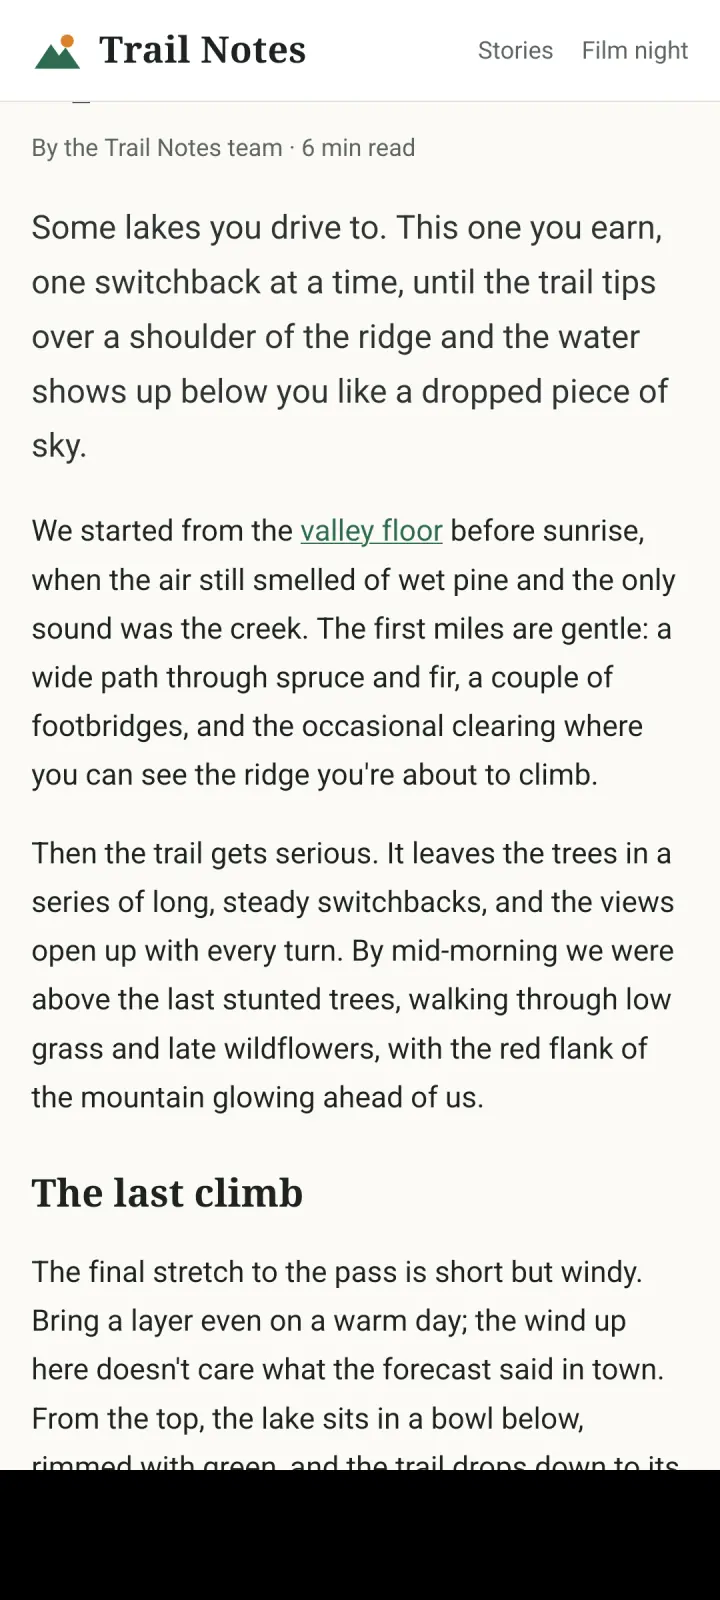 Trail Notes
Stories
Film night
By the Trail Notes team · 6 min read
Some lakes you drive to. This one you earn,
one switchback at a time, until the trail tips
over a shoulder of the ridge and the water
shows up below you like a dropped piece of
sky.
We started from the valley floor before sunrise,
when the air still smelled of wet pine and the only
sound was the creek. The first miles are gentle: a
wide path through spruce and fir, a couple of
footbridges, and the occasional clearing where
you can see the ridge you're about to climb.
Then the trail gets serious. It leaves the trees in a
series of long, steady switchbacks, and the views
open up with every turn. By mid-morning we were
above the last stunted trees, walking through low
grass and late wildflowers, with the red flank of
the mountain glowing ahead of us.
The last climb
The final stretch to the pass is short but windy.
Bring a layer even on a warm day; the wind up
here doesn't care what the forecast said in town.
From the top, the lake sits in a bowl below,
rimmed with green, and the trail drops down to its